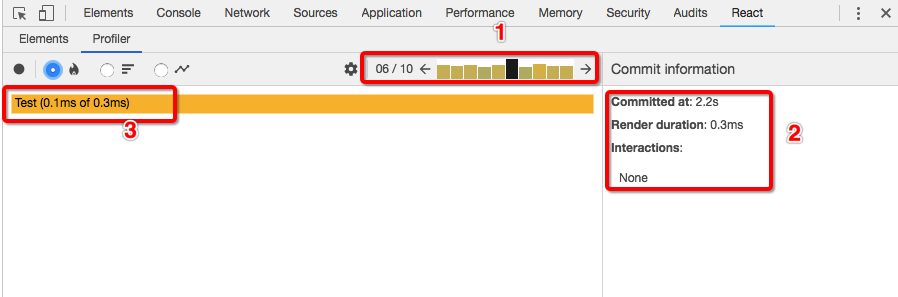 Elements Console Network Sources Application Performance Memory Security Audits React
Elements Profiler
1
06 / 10
Commit information
Test (0.1ms of 0.3ms)
3
Committed at: 2.2s
Render duration: 0.3ms
Interactions:
None
2